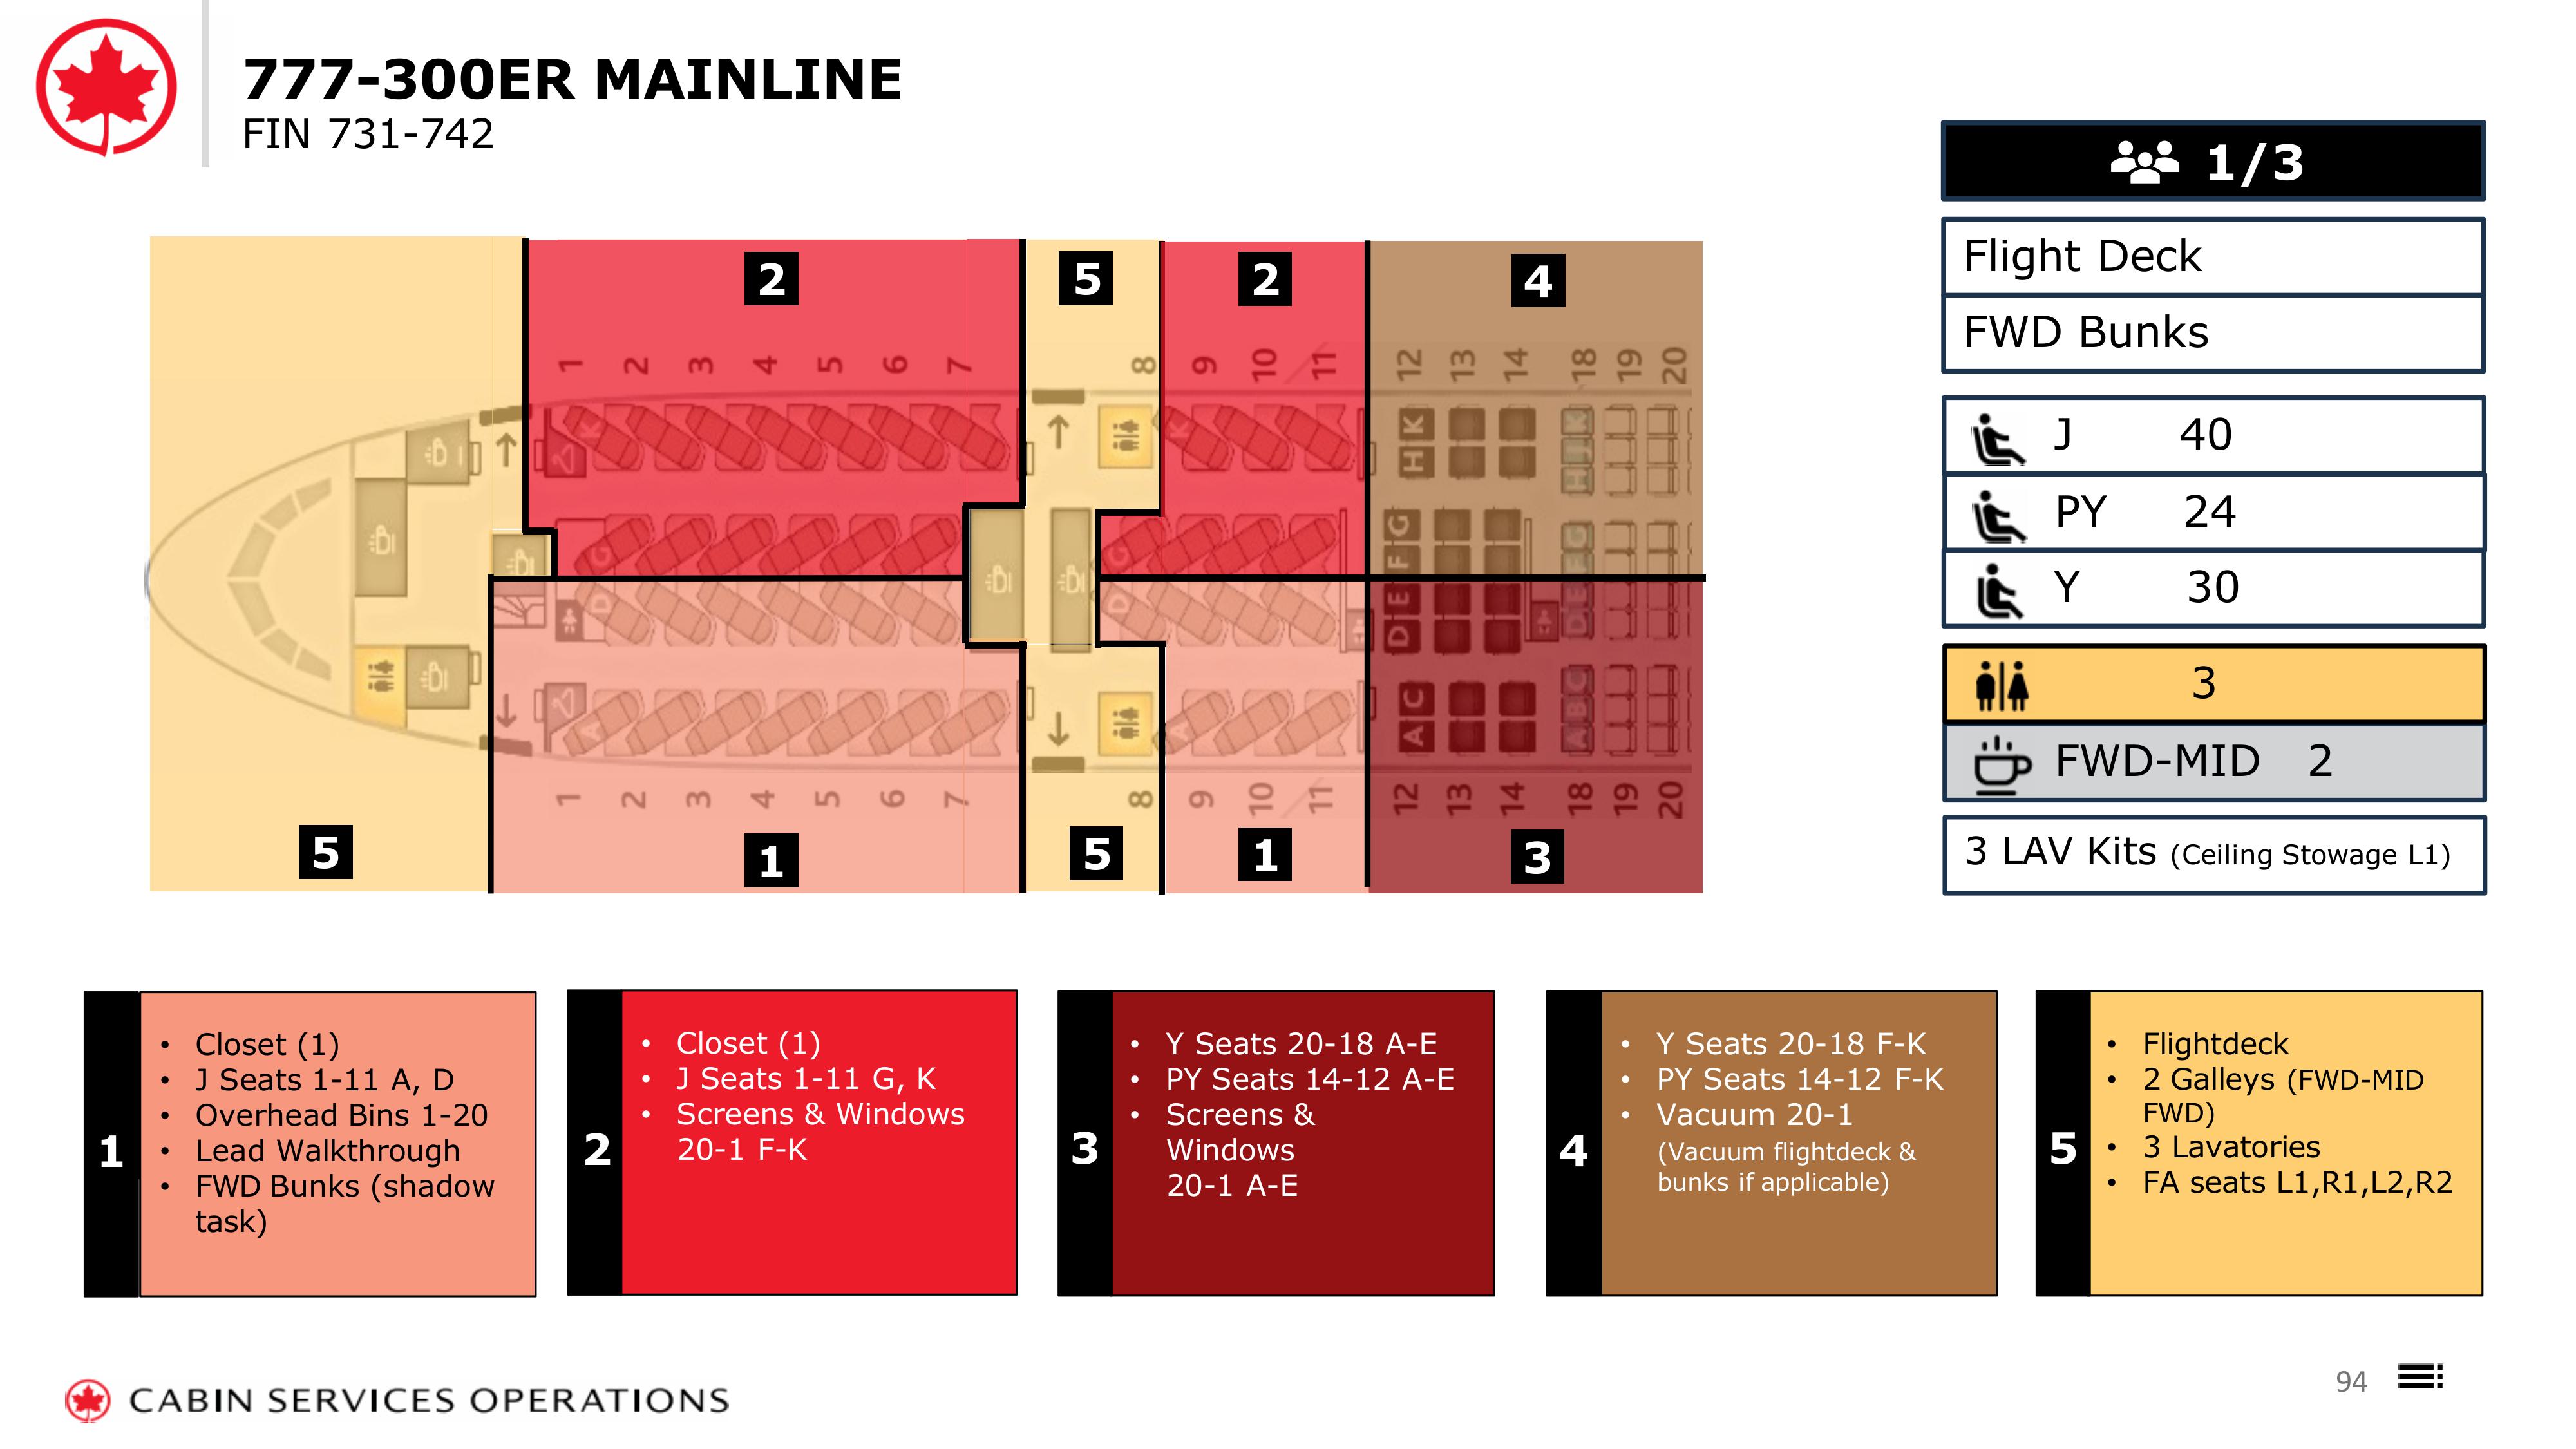 777-300ER MAINLINE
FIN 731-742
1/3
Flight Deck
FWD Bunks
J 40
PY 24
Y 30
3
FWD-MID 2
3 LAV Kits (Ceiling Stowage L1)
2 5 2 4
1 2 3 4 5 6 7 8 9 10 11 12 13 14 18 19 20
K K K HJK
H
G G G EFG
F
D D E DE
D
A A C ABC
A
1 2 3 4 5 6 7 8 9 10 11 12 13 14 18 19 20
5 1 5 1 3
1
• Closet (1)
• J Seats 1-11 A, D
• Overhead Bins 1-20
• Lead Walkthrough
• FWD Bunks (shadow
task)
2
• Closet (1)
• J Seats 1-11 G, K
• Screens & Windows
20-1 F-K
3
• Y Seats 20-18 A-E
• PY Seats 14-12 A-E
• Screens &
Windows
20-1 A-E
4
• Y Seats 20-18 F-K
• PY Seats 14-12 F-K
• Vacuum 20-1
(Vacuum flightdeck &
bunks if applicable)
5
• Flightdeck
• 2 Galleys (FWD-MID
FWD)
• 3 Lavatories
• FA seats L1,R1,L2,R2
CABIN SERVICES OPERATIONS
94